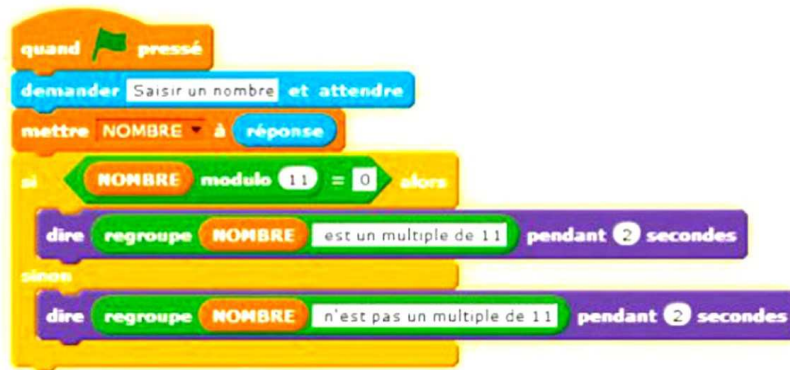 quand pressé
demander Saisir un nombre et attendre
mettre NOMBRE à réponse
si NOMBRE modulo 11 = 0 alors
dire regroupe NOMBRE est un multiple de 11 pendant 2 secondes
sinon
dire regroupe NOMBRE n'est pas un multiple de 11 pendant 2 secondes